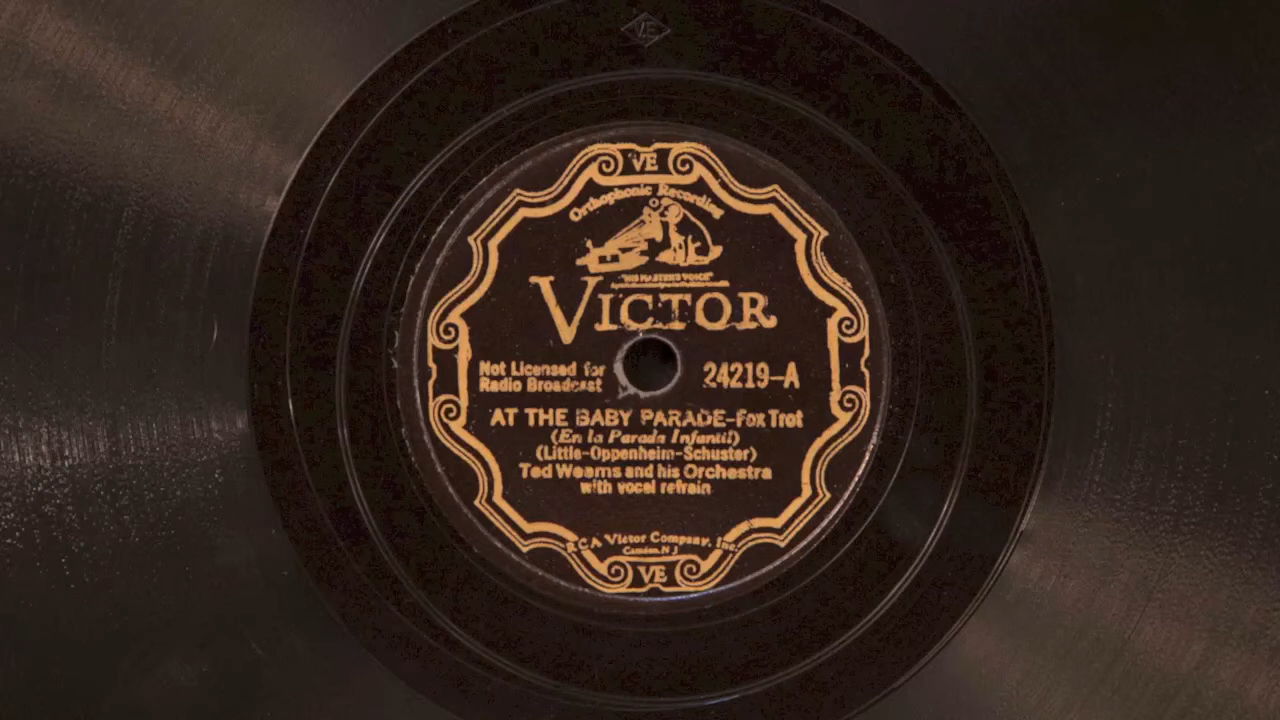 VE
VE
Orthophonic Recording
"HIS MASTER'S VOICE"
VICTOR
Not Licensed for
Radio Broadcast
24219-A
AT THE BABY PARADE-Fox Trot
(En la Parada Infantil)
(Little-Oppenheim-Schuster)
Ted Weems and his Orchestra
with vocal refrain
RCA Victor Company, Inc.
Camden, N J
VE